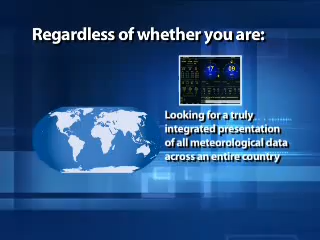 Regardless of whether you are:
Looking for a truly
integrated presentation
of all meteorological data
across an entire country